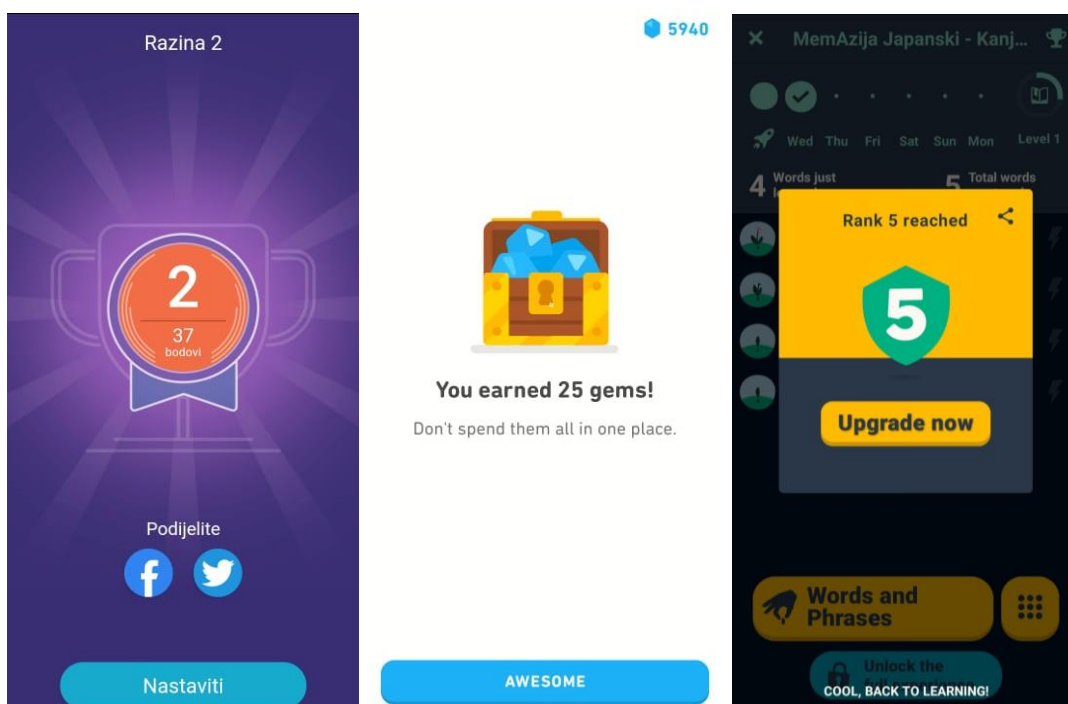 Razina 2
2
37
bodovi
Podijelite
Nastaviti
5940
You earned 25 gems!
Don't spend them all in one place.
AWESOME
MemAzija Japanski - Kanj...
Wed Thu Fri Sat Sun Mon Level 1
4 Words just
5 Total words
Rank 5 reached
5
Upgrade now
Words and
Phrases
Unlock the
COOL, BACK TO LEARNING!